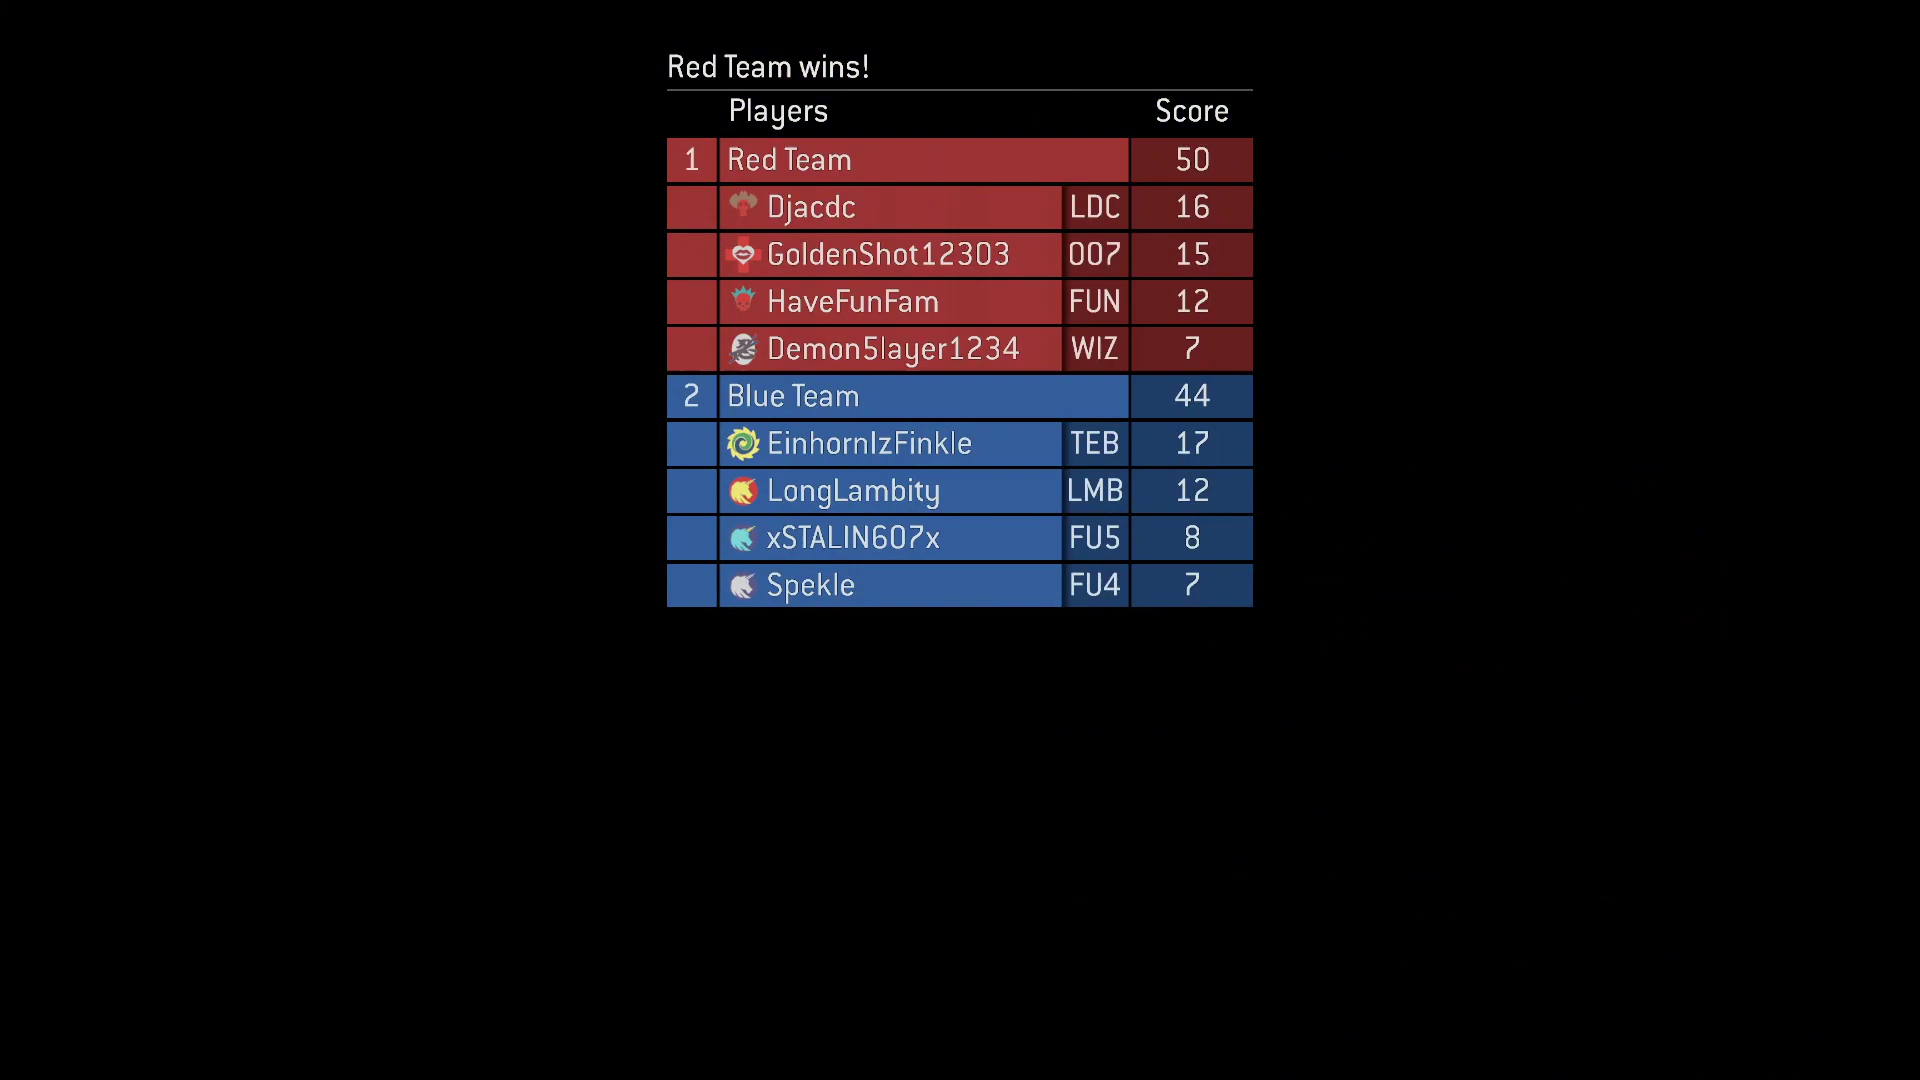 Red Team wins!
Players Score
1 Red Team 50
Djacdc LDC 16
GoldenShot12303 007 15
HaveFunFam FUN 12
Demon5layer1234 WIZ 7
2 Blue Team 44
EinhornIzFinkle TEB 17
LongLambity LMB 12
xSTALIN607x FU5 8
Spekle FU4 7